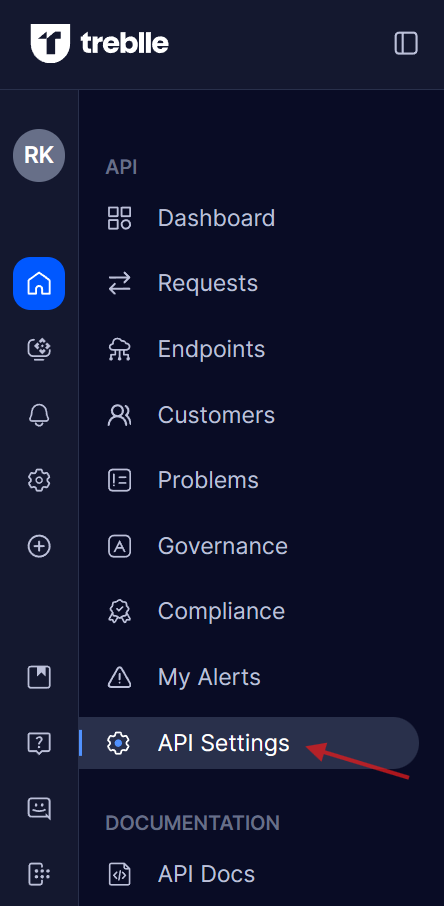 treblle
RK
API
Dashboard
Requests
Endpoints
Customers
Problems
Governance
Compliance
My Alerts
API Settings
DOCUMENTATION
API Docs